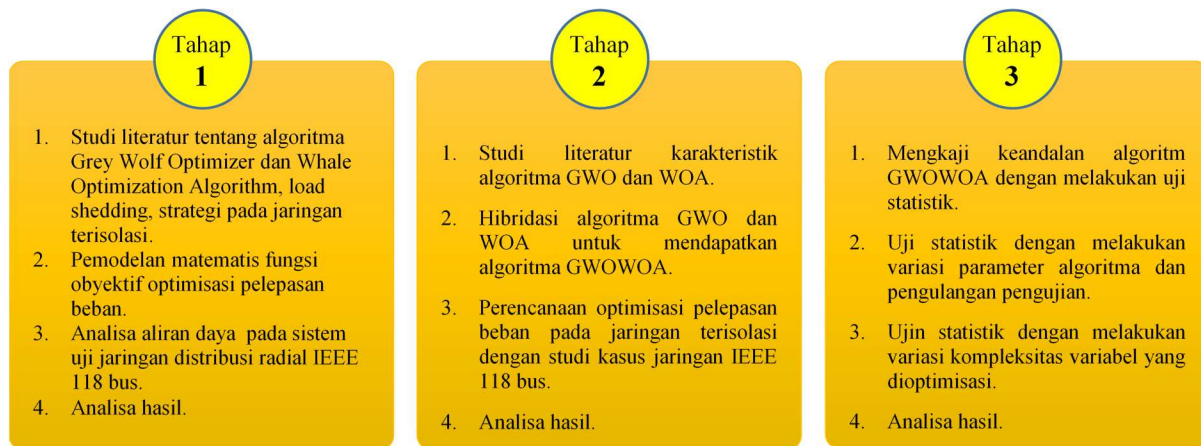 Tahap
1
1. Studi literatur tentang algoritma
Grey Wolf Optimizer dan Whale
Optimization Algorithm, load
shedding, strategi pada jaringan
terisolasi.
2. Pemodelan matematis fungsi
obyektif optimisasi pelepasan
beban.
3. Analisa aliran daya pada sistem
uji jaringan distribusi radial IEEE
118 bus.
4. Analisa hasil.
Tahap
2
1. Studi literatur karakteristik
algoritma GWO dan WOA.
2. Hibridasi algoritma GWO dan
WOA untuk mendapatkan
algoritma GWOWOA.
3. Perencanaan optimisasi pelepasan
beban pada jaringan terisolasi
dengan studi kasus jaringan IEEE
118 bus.
4. Analisa hasil.
Tahap
3
1. Mengkaji keandalan algoritm
GWOWOA dengan melakukan uji
statistik.
2. Uji statistik dengan melakukan
variasi parameter algoritma dan
pengulangan pengujian.
3. Ujin statistik dengan melakukan
variasi kompleksitas variabel yang
dioptimisasi.
4. Analisa hasil.